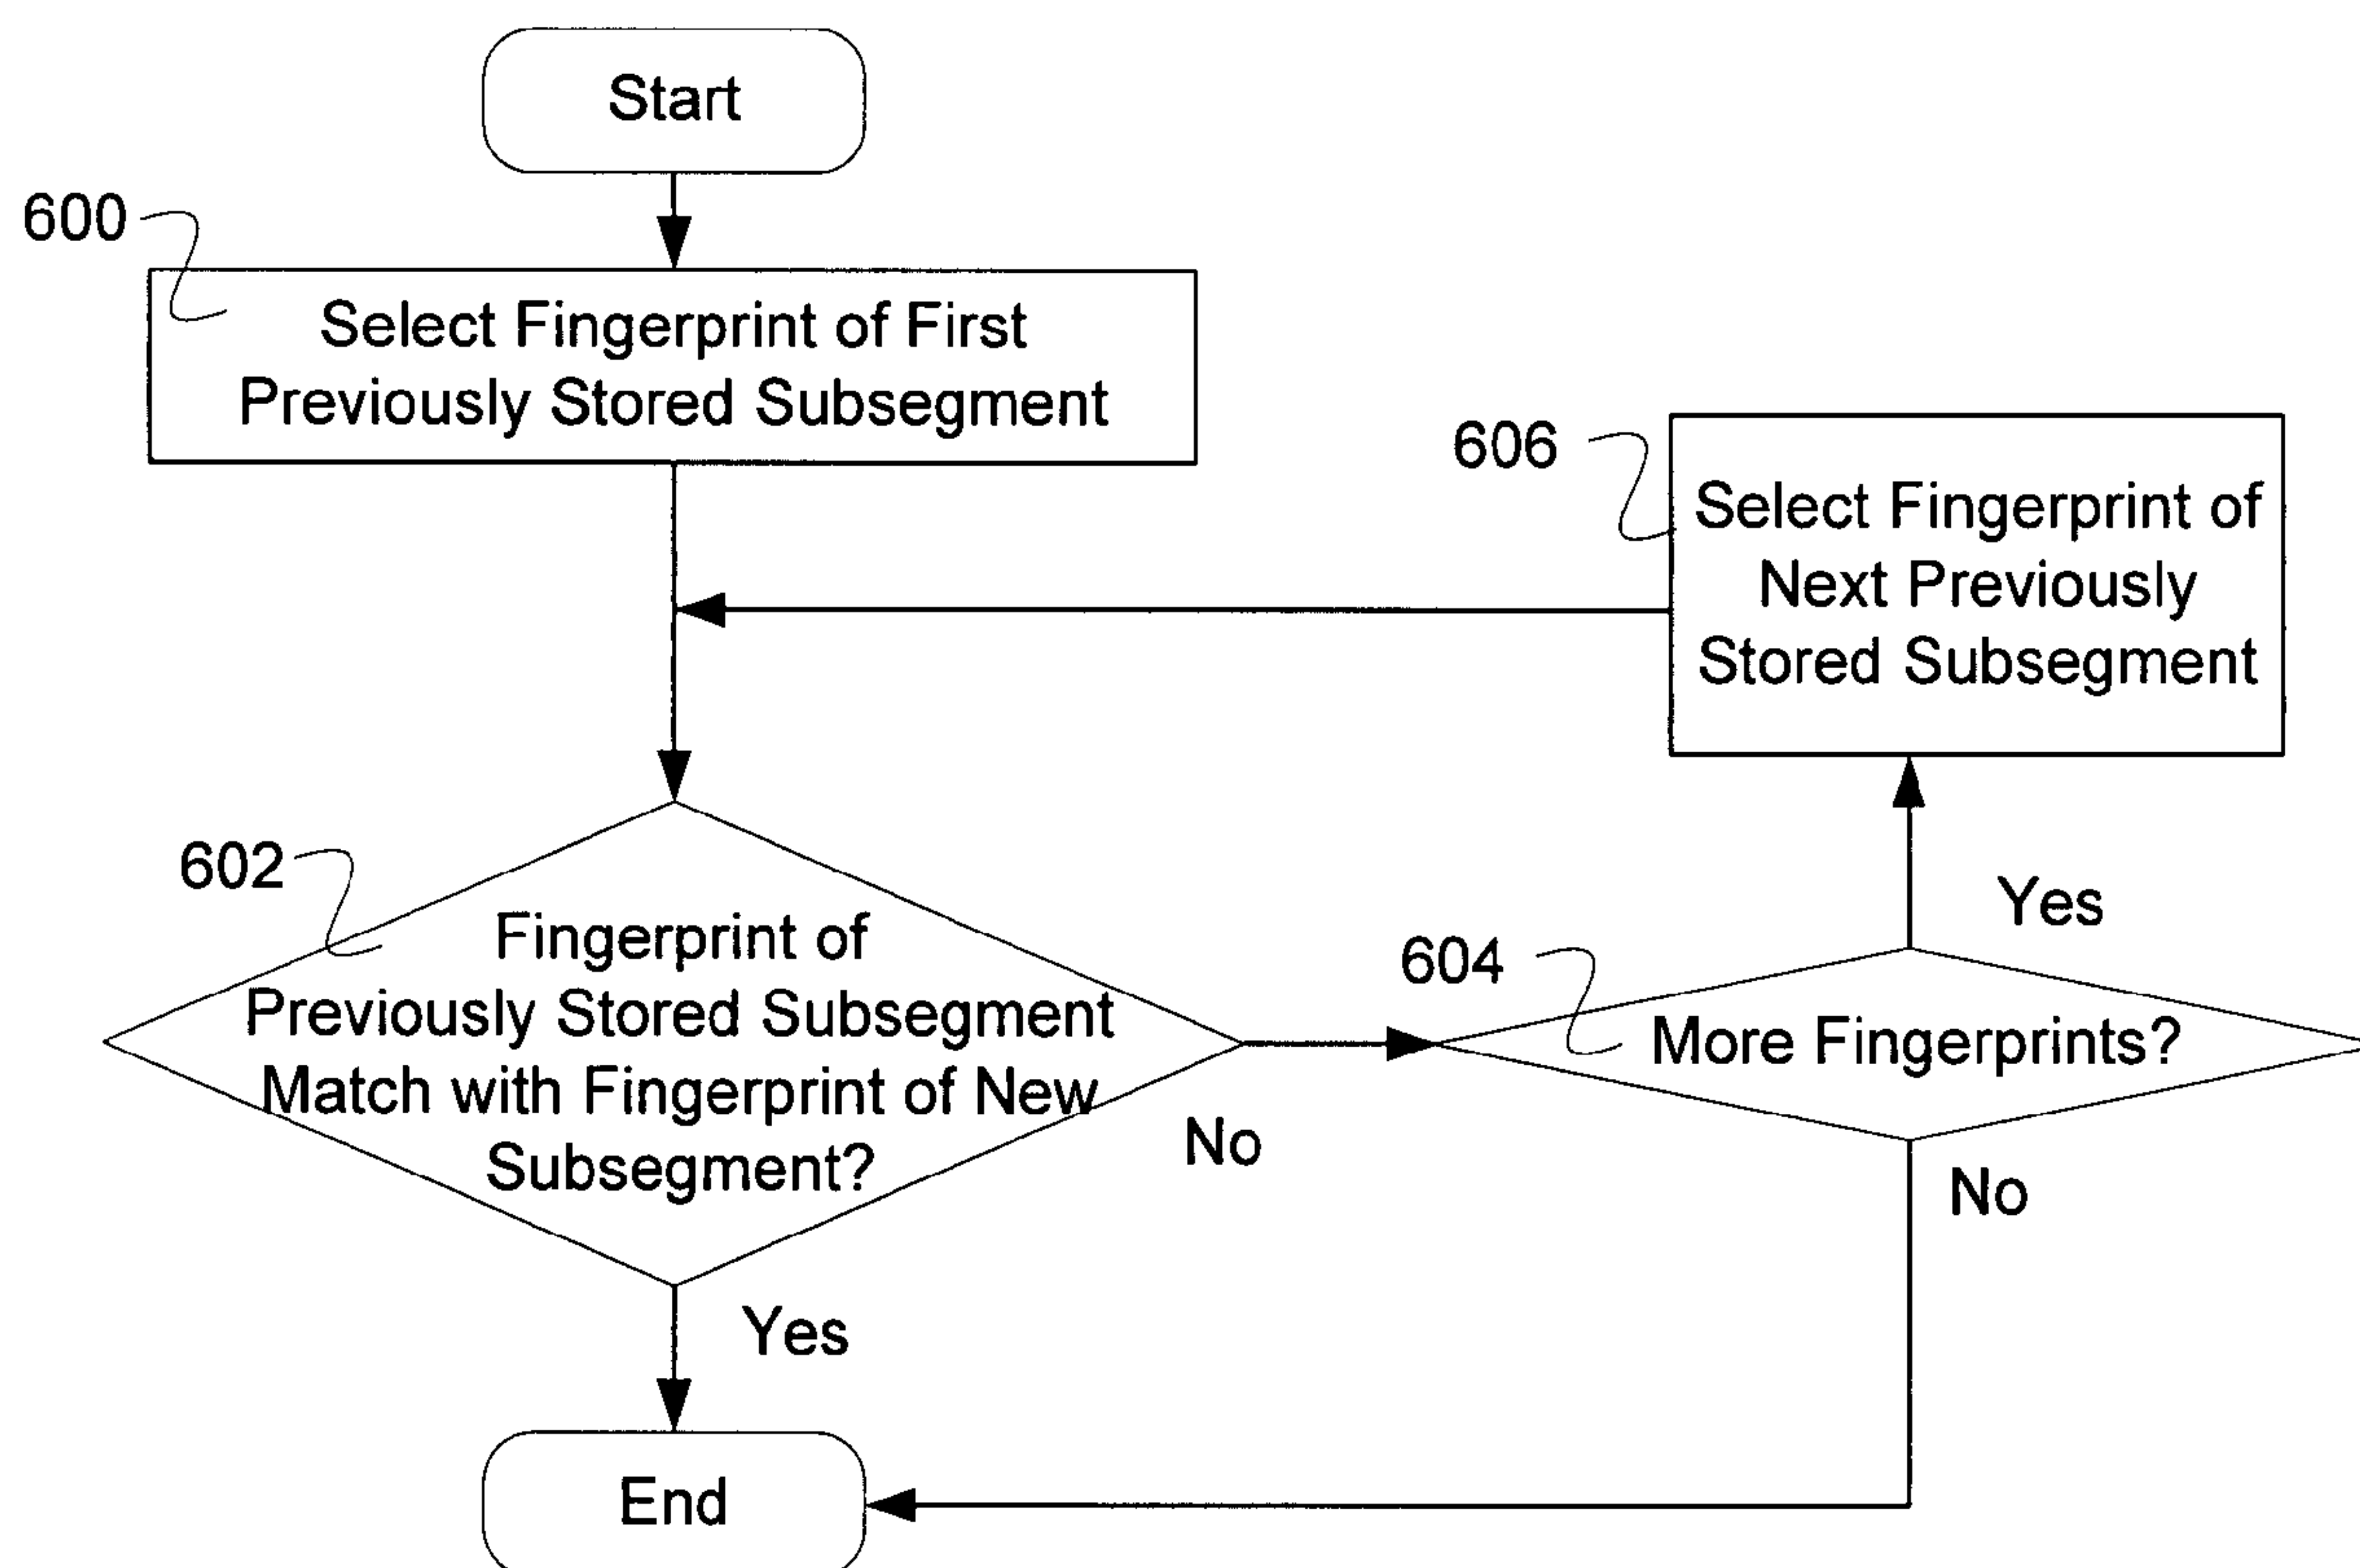 Start
600
Select Fingerprint of First
Previously Stored Subsegment
606
Select Fingerprint of
Next Previously
Stored Subsegment
602
Fingerprint of
Previously Stored Subsegment
Match with Fingerprint of New
Subsegment?
604
More Fingerprints?
Yes
No
No
Yes
End